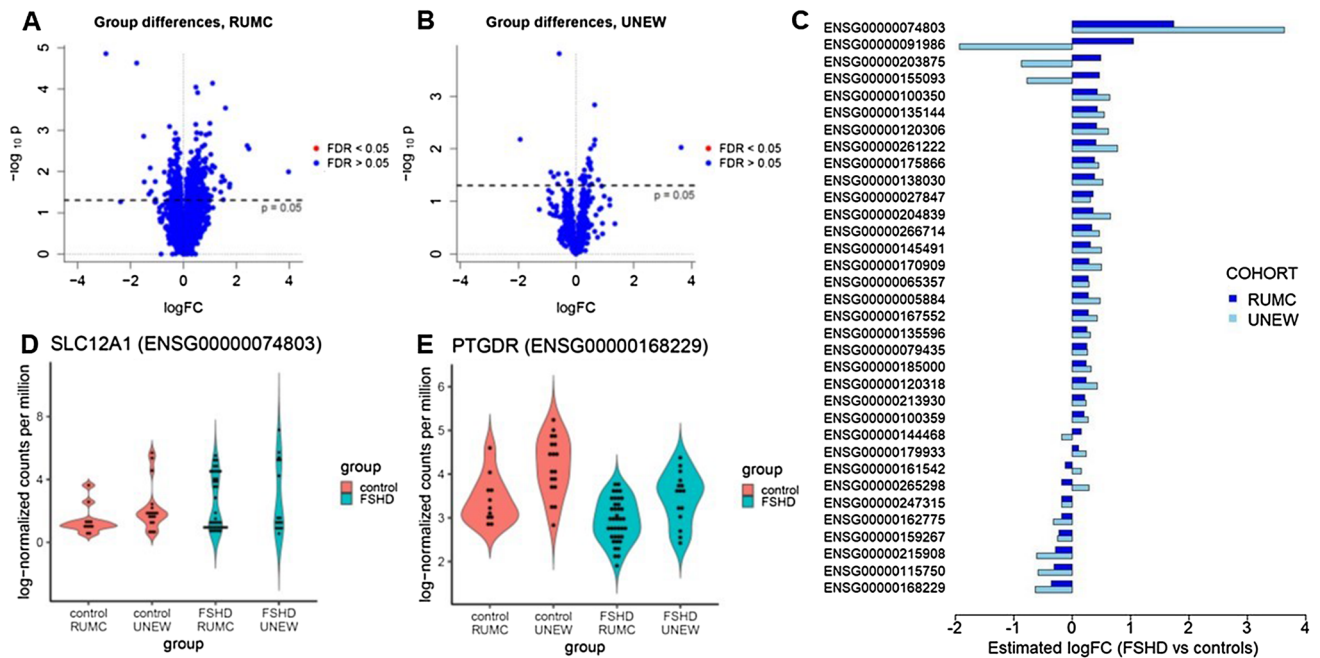 A
Group differences, RUMC
5
4
3
2
1
0
−log 10 p
−4
−2
0
2
4
logFC
p = 0.05
FDR < 0.05
FDR > 0.05
B
Group differences, UNEW
3
2
1
0
−log 10 p
−4
−2
0
2
4
logFC
p = 0.05
FDR < 0.05
FDR > 0.05
C
ENSG00000074803
ENSG00000091986
ENSG00000203875
ENSG00000155093
ENSG00000100350
ENSG00000135144
ENSG00000120306
ENSG00000261222
ENSG00000175866
ENSG00000138030
ENSG00000027847
ENSG00000204839
ENSG00000266714
ENSG00000145491
ENSG00000170909
ENSG00000065357
ENSG00000005884
ENSG00000167552
ENSG00000135596
ENSG00000079435
ENSG00000185000
ENSG00000120318
ENSG00000213930
ENSG00000100359
ENSG00000144468
ENSG00000179933
ENSG00000161542
ENSG00000265298
ENSG00000247315
ENSG00000162775
ENSG00000159267
ENSG00000215908
ENSG00000115750
ENSG00000168229
-2
-1
0
1
2
3
4
Estimated logFC (FSHD vs controls)
COHORT
RUMC
UNEW
D
SLC12A1 (ENSG00000074803)
8
4
0
log−normalized counts per million
control
RUMC
control
UNEW
FSHD
RUMC
FSHD
UNEW
group
group
control
FSHD
E
PTGDR (ENSG00000168229)
6
5
4
3
2
log−normalized counts per million
control
RUMC
control
UNEW
FSHD
RUMC
FSHD
UNEW
group
group
control
FSHD